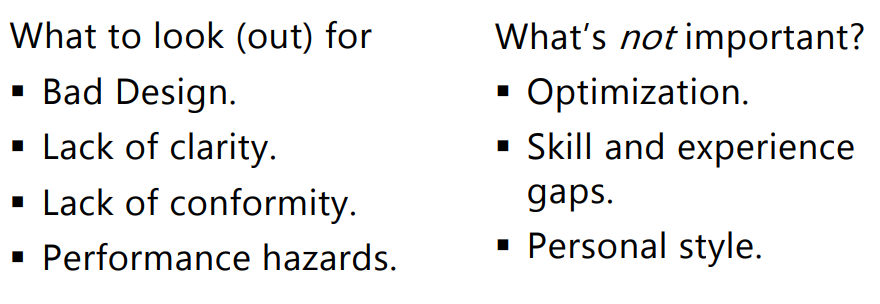 What to look (out) for
▪ Bad Design.
▪ Lack of clarity.
▪ Lack of conformity.
▪ Performance hazards.
What's not important?
▪ Optimization.
▪ Skill and experience
gaps.
▪ Personal style.